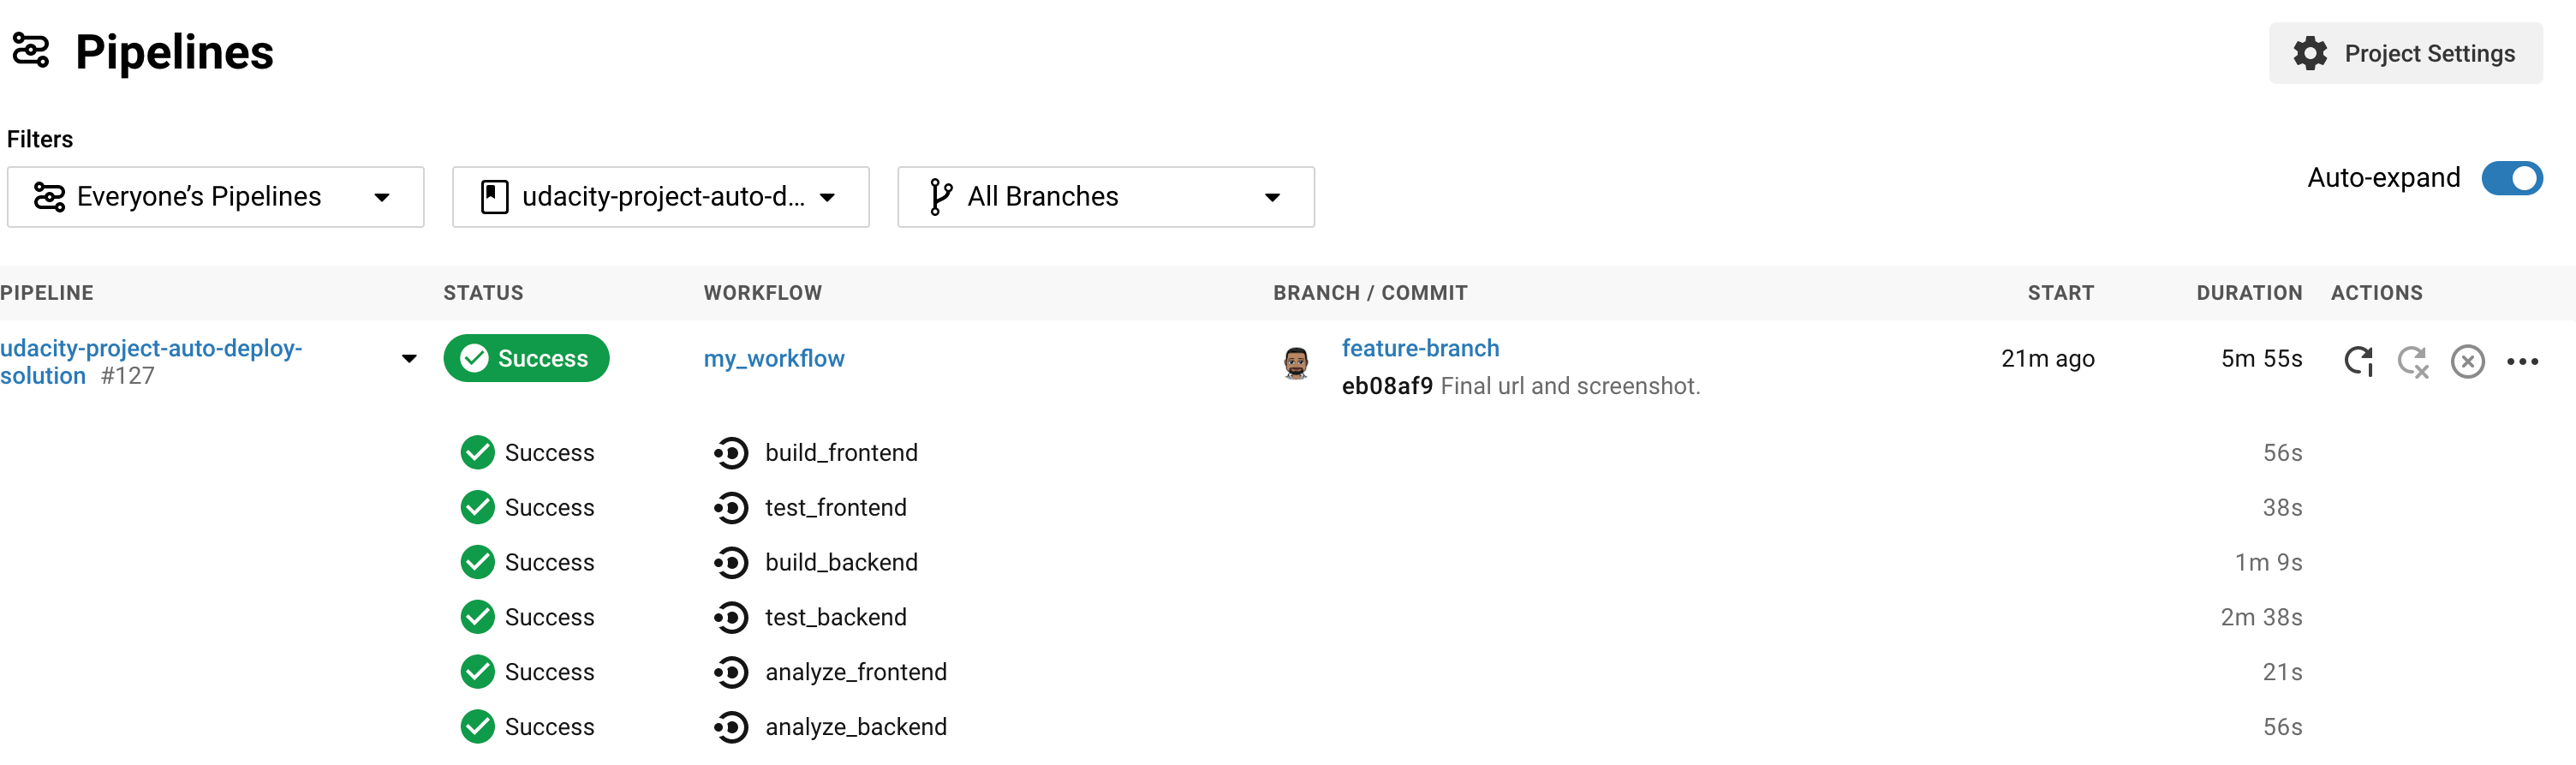 Pipelines
Project Settings
Filters
Everyone’s Pipelines
udacity-project-auto-d...
All Branches
Auto-expand
PIPELINE STATUS WORKFLOW BRANCH / COMMIT START DURATION ACTIONS
udacity-project-auto-deploy-
solution #127
Success
my_workflow
feature-branch
eb08af9 Final url and screenshot.
21m ago
5m 55s
Success build_frontend 56s
Success test_frontend 38s
Success build_backend 1m 9s
Success test_backend 2m 38s
Success analyze_frontend 21s
Success analyze_backend 56s